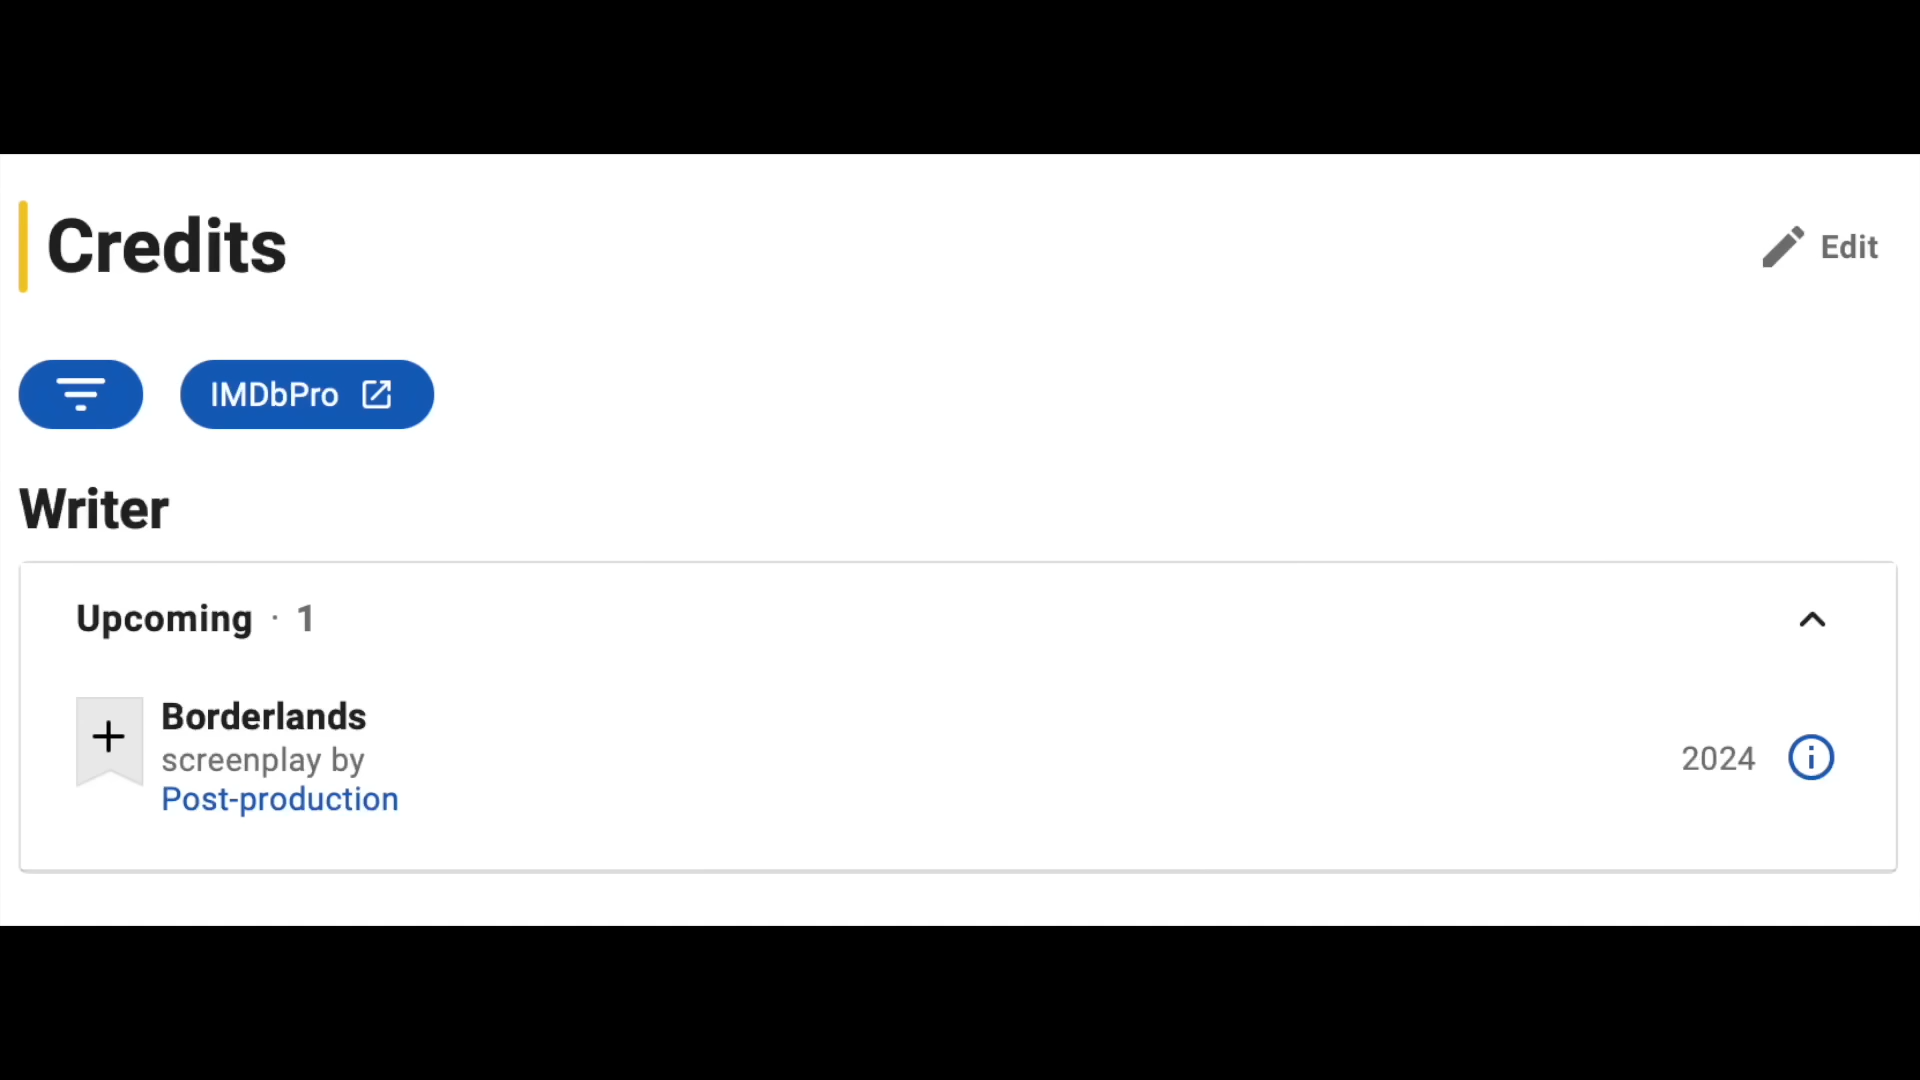 Credits
Edit
IMDbPro
Writer
Upcoming · 1
Borderlands
screenplay by
Post-production
2024